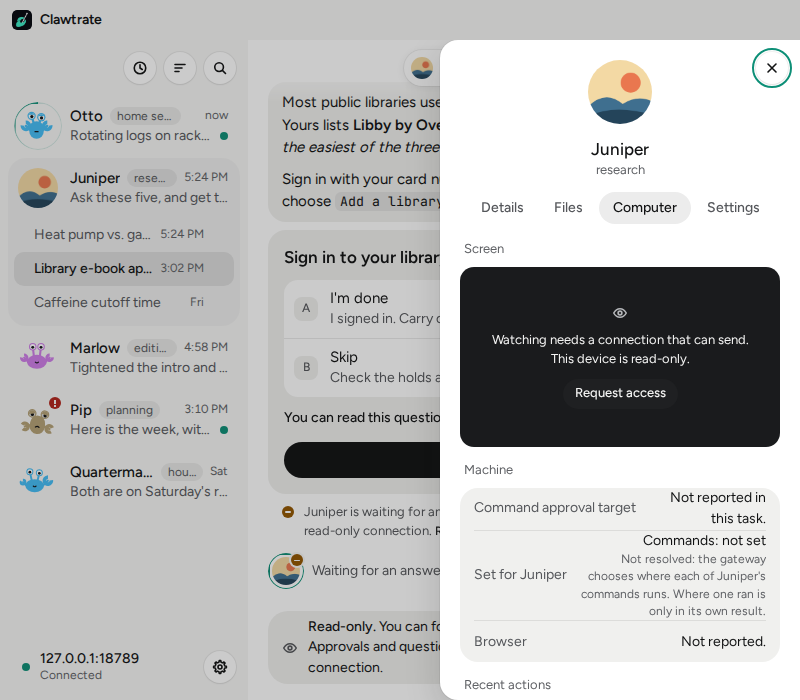 Clawtrate
Otto home se... now
Rotating logs on rack...
Juniper rese... 5:24 PM
Ask these five, and get t...
Heat pump vs. ga... 5:24 PM
Library e-book ap... 3:02 PM
Caffeine cutoff time Fri
Marlow editi... 4:58 PM
Tightened the intro and ...
Pip planning 3:10 PM
Here is the week, wit...
Quarterma... hou... Sat
Both are on Saturday's r...
127.0.0.1:18789
Connected
Most public libraries use
Yours lists Libby by Ove
the easiest of the three
Sign in with your card n
choose Add a library
Sign in to your library
A I'm done
I signed in. Carry o
B Skip
Check the holds a
You can read this questio
Juniper is waiting for an
read-only connection. R
Waiting for an answe
Read-only. You can fo
Approvals and questi
connection.
Juniper
research
Details Files Computer Settings
Screen
Watching needs a connection that can send.
This device is read-only.
Request access
Machine
Command approval target Not reported in
this task.
Set for Juniper Commands: not set
Not resolved: the gateway
chooses where each of Juniper's
commands runs. Where one ran is
only in its own result.
Browser Not reported.
Recent actions